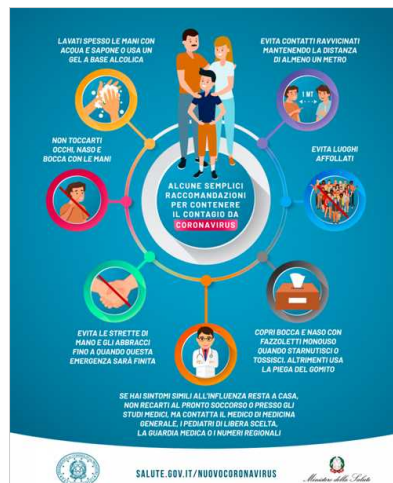 LAVATI SPESSO LE MANI CON
ACQUA E SAPONE O USA UN
GEL A BASE ALCOLICA
EVITA CONTATTI RAVVICINATI
MANTENENDO LA DISTANZA
DI ALMENO UN METRO
1 MT
NON TOCCARTI
OCCHI, NASO E
BOCCA CON LE MANI
EVITA LUOGHI
AFFOLLATI
ALCUNE SEMPLICI
RACCOMANDAZIONI
PER CONTENERE
IL CONTAGIO DA
CORONAVIRUS
EVITA LE STRETTE DI
MANO E GLI ABBRACCI
FINO A QUANDO QUESTA
EMERGENZA SARÀ FINITA
COPRI BOCCA E NASO CON
FAZZOLETTI MONOUSO
QUANDO STARNUTISCI O
TOSSISCI. ALTRIMENTI USA
LA PIEGA DEL GOMITO
SE HAI SINTOMI SIMILI ALL'INFLUENZA RESTA A CASA,
NON RECARTI AL PRONTO SOCCORSO O PRESSO GLI
STUDI MEDICI, MA CONTATTA IL MEDICO DI MEDICINA
GENERALE, I PEDIATRI DI LIBERA SCELTA,
LA GUARDIA MEDICA O I NUMERI REGIONALI
SALUTE.GOV.IT/NUOVOCORONAVIRUS
Ministero della Salute